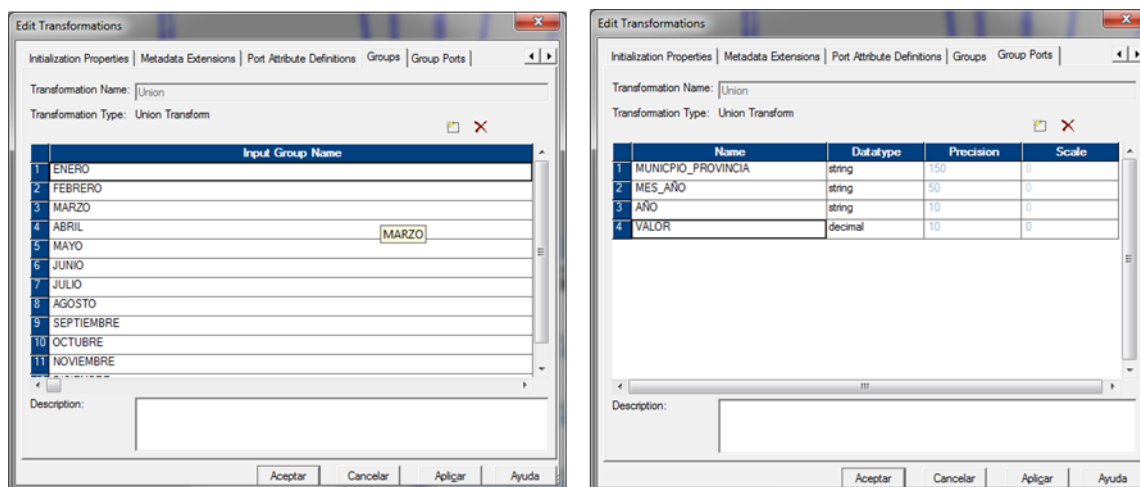 Edit Transformations
Initialization Properties Metadata Extensions Port Attribute Definitions Groups Group Ports
Transformation Name: Union
Transformation Type: Union Transform
Input Group Name
1 ENERO
2 FEBRERO
3 MARZO
4 ABRIL
MARZO
5 MAYO
6 JUNIO
7 JULIO
8 AGOSTO
9 SEPTIEMBRE
10 OCTUBRE
11 NOVIEMBRE
Description:
Aceptar Cancelar Aplicar Ayuda
Edit Transformations
Initialization Properties Metadata Extensions Port Attribute Definitions Groups Group Ports
Transformation Name: Union
Transformation Type: Union Transform
Name Datatype Precision Scale
1 MUNICPIO_PROVINCIA string 150 0
2 MES_AÑO string 50 0
3 AÑO string 10 0
4 VALOR decimal 10 0
Description:
Aceptar Cancelar Aplicar Ayuda